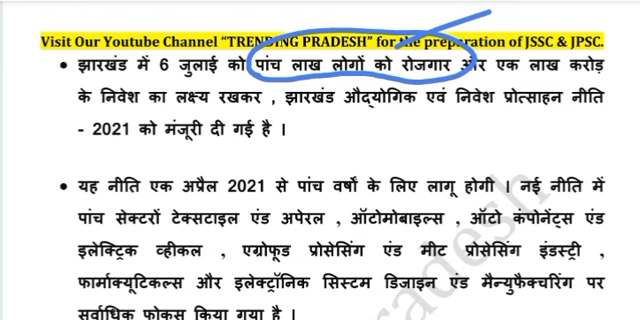 Visit Our Youtube Channel “TRENDING PRADESH” for the preparation of JSSC & JPSC.
• झारखंड में 6 जुलाई को पांच लाख लोगों को रोजगार और एक लाख करोड़
के निवेश का लक्ष्य रखकर , झारखंड औद्योगिक एवं निवेश प्रोत्साहन नीति
- 2021 को मंजूरी दी गई है ।
• यह नीति एक अप्रैल 2021 से पांच वर्षों के लिए लागू होगी । नई नीति में
पांच सेक्टरों टेक्सटाइल एंड अपेरल , ऑटोमोबाइल्स , ऑटो कंपोनेंट्स एंड
इलेक्ट्रिक व्हीकल , एग्रोफूड प्रोसेसिंग एंड मीट प्रोसेसिंग इंडस्ट्री ,
फार्माक्यूटिकल्स और इलेक्ट्रॉनिक सिस्टम डिजाइन एंड मैन्युफैक्चरिंग पर
सर्वाधिक फोकस किया गया है ।